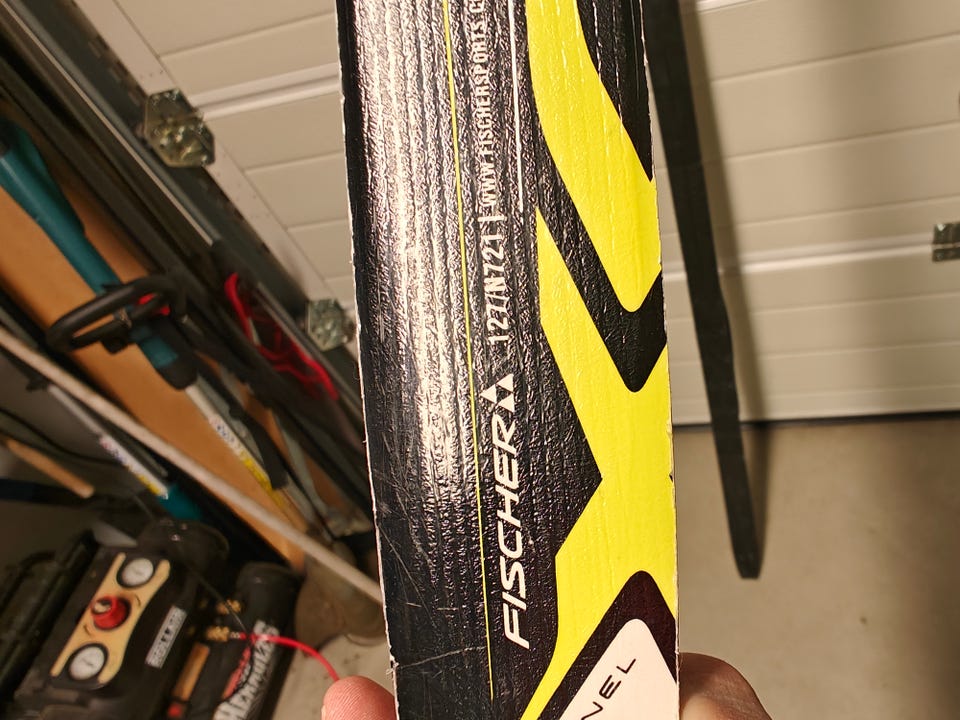 FISCHER
127/N721 | WWW.FISCHERSPORTS.C
NEL